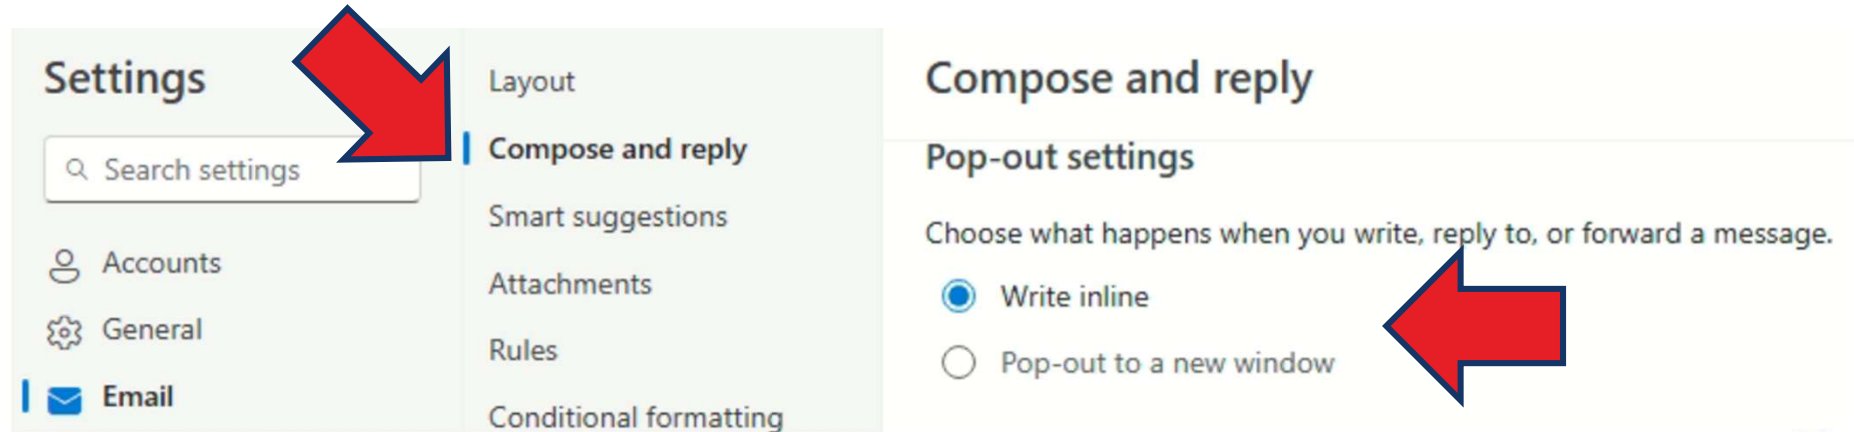 Settings
Search settings
Accounts
General
Email
Layout
Compose and reply
Smart suggestions
Attachments
Rules
Conditional formatting
Compose and reply
Pop-out settings
Choose what happens when you write, reply to, or forward a message.
Write inline
Pop-out to a new window